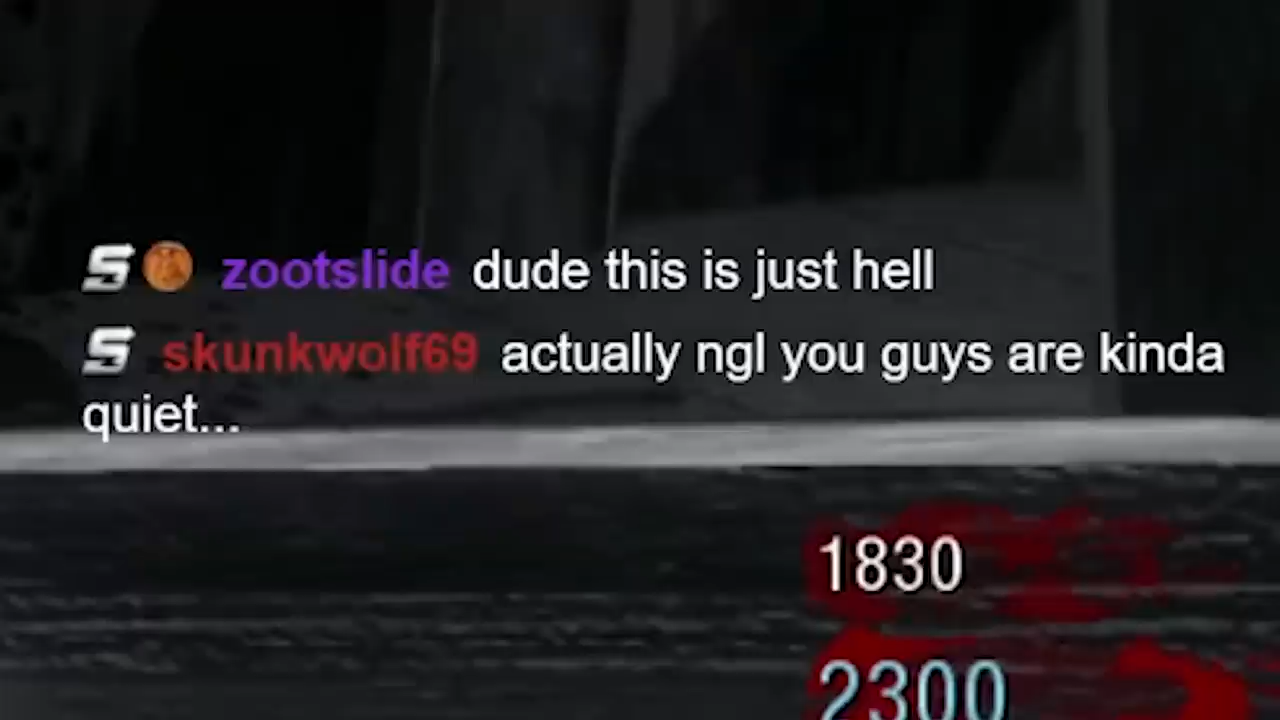 zootslide dude this is just hell
skunkwolf69 actually ngl you guys are kinda
quiet...
1830
2300